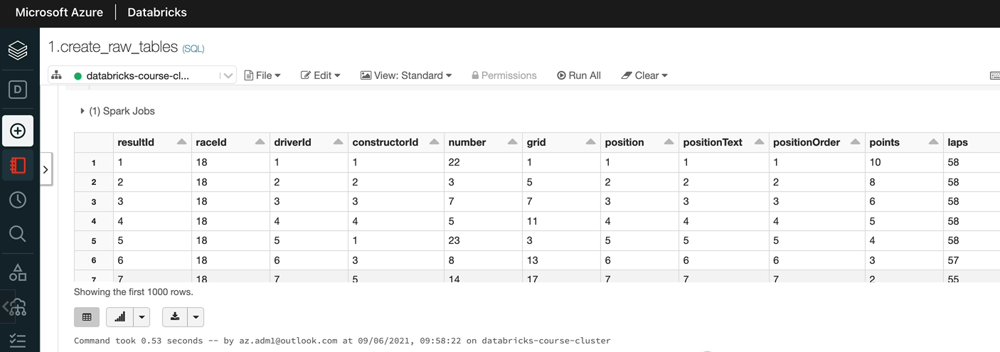 Microsoft Azure Databricks
1.create_raw_tables (SQL)
D
databricks-course-cl... File Edit View: Standard Permissions Run All Clear
(1) Spark Jobs
resultId raceId driverId constructorId number grid position positionText positionOrder points laps
1 1 18 1 1 22 1 1 1 1 10 58
2 2 18 2 2 3 5 2 2 2 8 58
3 3 18 3 3 7 7 3 3 3 6 58
4 4 18 4 4 5 11 4 4 4 5 58
5 5 18 5 1 23 3 5 5 5 4 58
6 6 18 6 3 8 13 6 6 6 3 57
7 7 18 7 5 14 17 7 7 7 2 55
Showing the first 1000 rows.
Command took 0.53 seconds -- by az.adm1@outlook.com at 09/06/2021, 09:58:22 on databricks-course-cluster